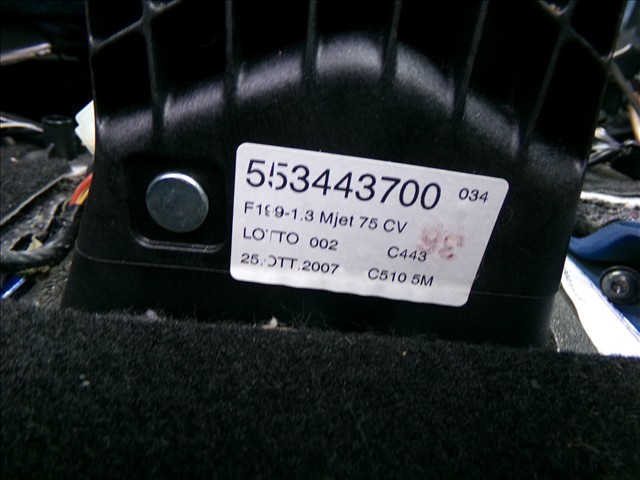 553443700 034
F199-1.3 Mjet 75 CV
LOTTO 002 C443
25.OTT.2007 C510 5M